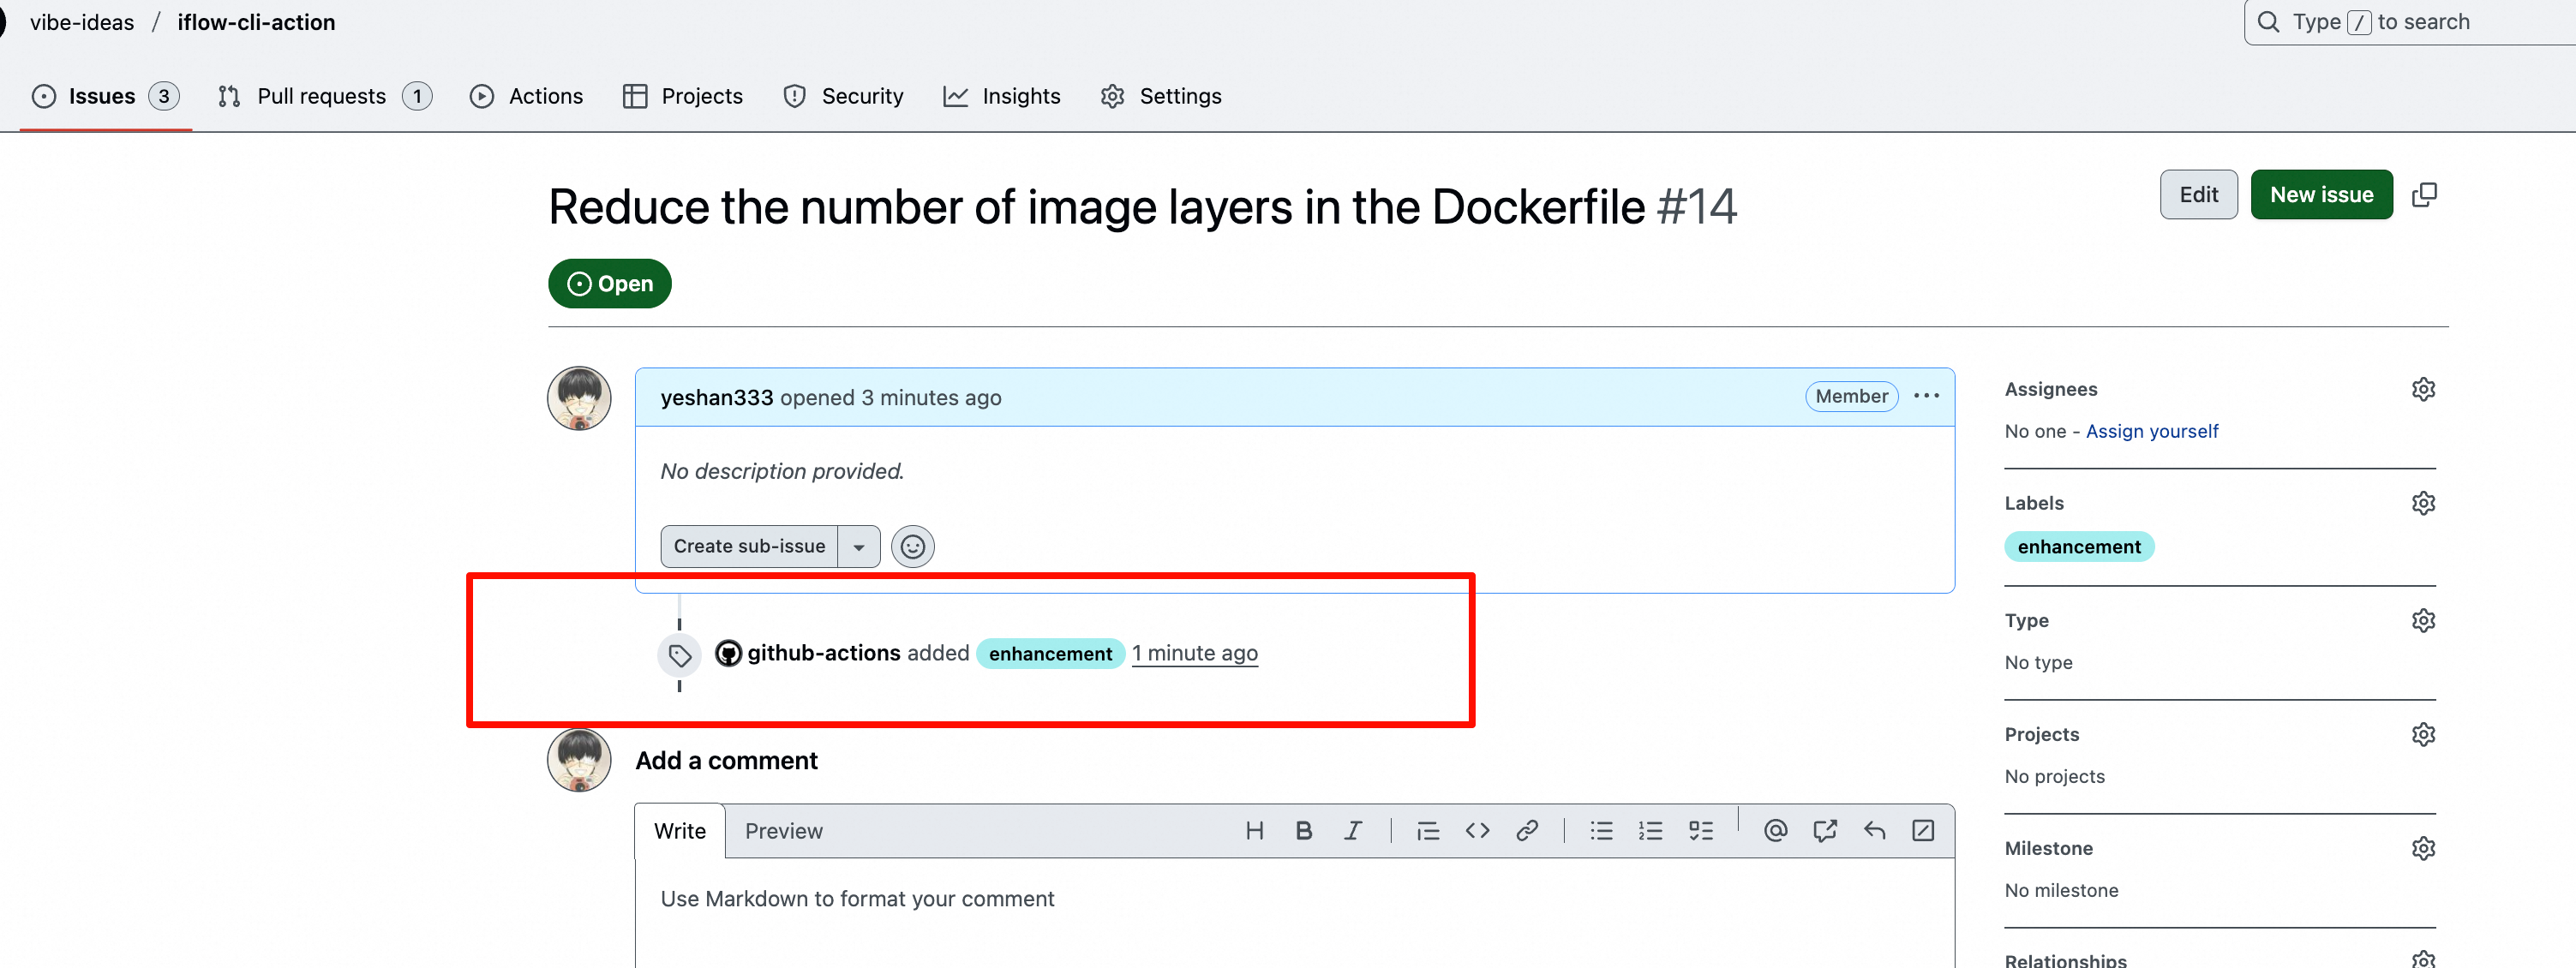 vibe-ideas / iflow-cli-action
Type / to search
Issues 3 Pull requests 1 Actions Projects Security Insights Settings
Reduce the number of image layers in the Dockerfile #14
Edit New issue
Open
yeshan333 opened 3 minutes ago Member
No description provided.
Create sub-issue
github-actions added enhancement 1 minute ago
Add a comment
Write Preview
Use Markdown to format your comment
Assignees
No one - Assign yourself
Labels
enhancement
Type
No type
Projects
No projects
Milestone
No milestone
Relationships